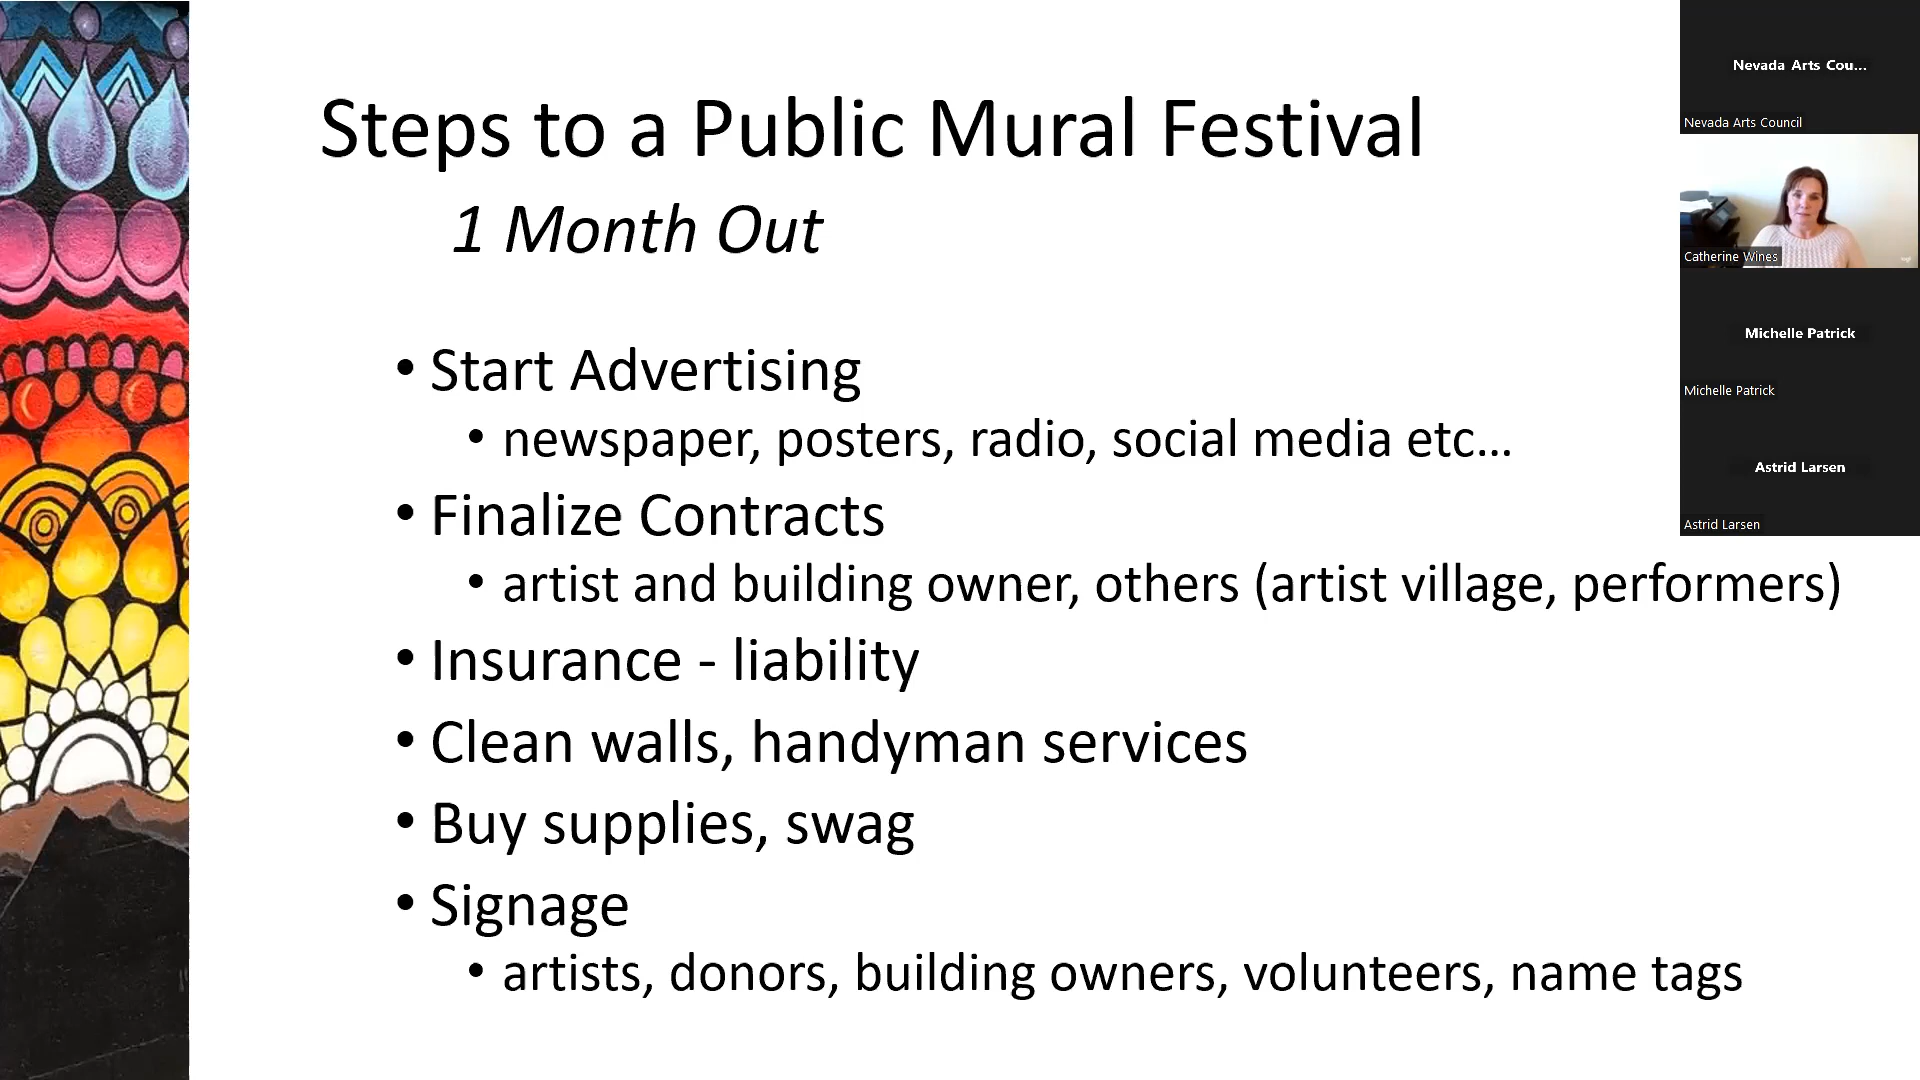 Steps to a Public Mural Festival
1 Month Out
• Start Advertising
• newspaper, posters, radio, social media etc...
• Finalize Contracts
• artist and building owner, others (artist village, performers)
• Insurance - liability
• Clean walls, handyman services
• Buy supplies, swag
• Signage
• artists, donors, building owners, volunteers, name tags
Nevada Arts Cou...
Nevada Arts Council
Catherine Wines
Michelle Patrick
Michelle Patrick
Astrid Larsen
Astrid Larsen